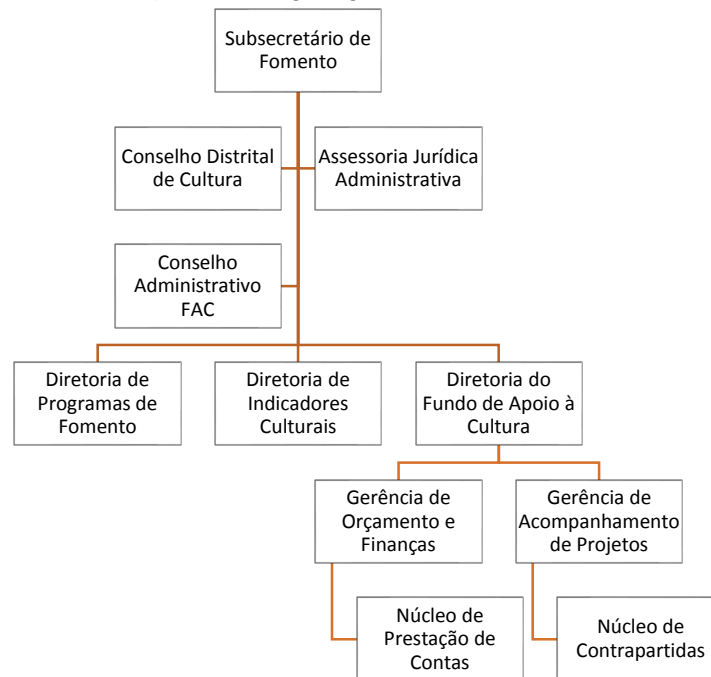 Subsecretário de
Fomento
Conselho Distrital
de Cultura
Assessoria Jurídica
Administrativa
Conselho
Administrativo
FAC
Diretoria de
Programas de
Fomento
Diretoria de
Indicadores
Culturais
Diretoria do
Fundo de Apoio à
Cultura
Gerência de
Orçamento e
Finanças
Gerência de
Acompanhamento
de Projetos
Núcleo de
Prestação de
Contas
Núcleo de
Contrapartidas